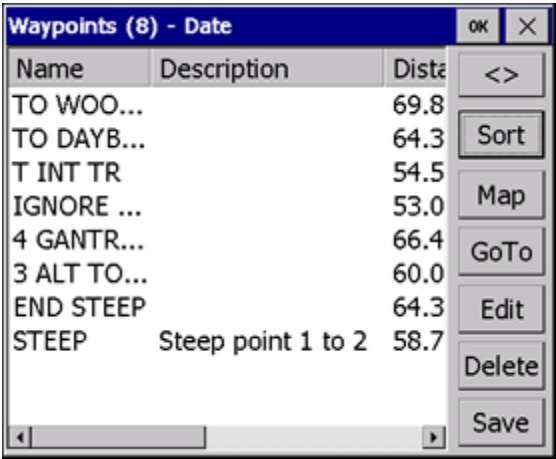 Waypoints (8) - Date OK
Name Description Dista <>
TO WOO... 69.8
TO DAYB... 64.3 Sort
T INT TR 54.5
IGNORE ... 53.0 Map
4 GANTR... 66.4 GoTo
3 ALT TO... 60.0
END STEEP 64.3 Edit
STEEP Steep point 1 to 2 58.7
Delete
Save